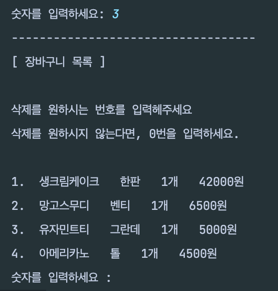 숫자를 입력하세요: 3
-----------------------------------
[ 장바구니 목록 ]
삭제를 원하시는 번호를 입력헤주세요
삭제를 원하시지 않는다면, 0번을 입력하세요.
1. 생크림케이크 한판 1개 42000원
2. 망고스무디 벤티 1개 6500원
3. 유자민트티 그란데 1개 5000원
4. 아메리카노 톨 1개 4500원
숫자를 입력하세요 :